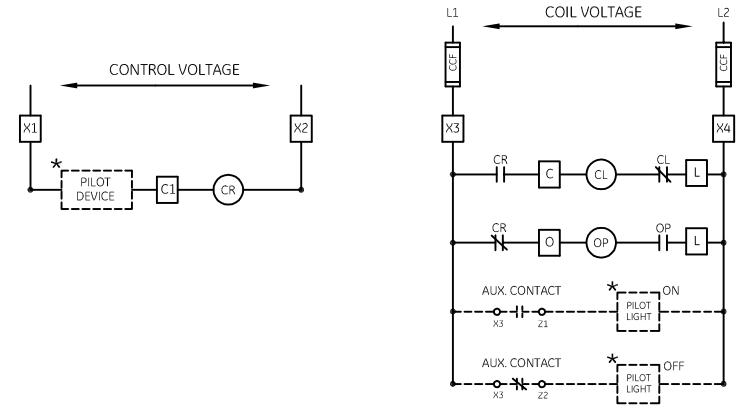 CONTROL VOLTAGE
X1
X2
*
PILOT
DEVICE
C1
CR
L1
COIL VOLTAGE
L2
CCF
CCF
X3
X4
CR
C
CL
CL
L
CR
O
OP
OP
L
AUX. CONTACT
*
ON
X3
Z1
PILOT
LIGHT
AUX. CONTACT
*
OFF
X3
Z2
PILOT
LIGHT